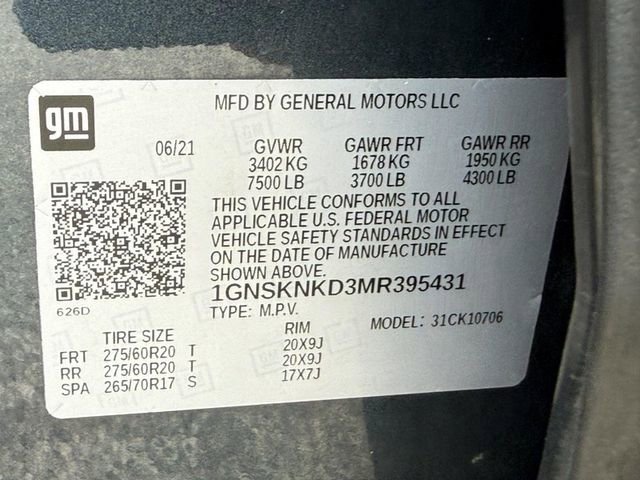 gm
MFD BY GENERAL MOTORS LLC
06/21 GVWR GAWR FRT GAWR RR
3402 KG 1678 KG 1950 KG
7500 LB 3700 LB 4300 LB
THIS VEHICLE CONFORMS TO ALL
APPLICABLE U.S. FEDERAL MOTOR
VEHICLE SAFETY STANDARDS IN EFFECT
ON THE DATE OF MANUFACTURE
SHOWN ABOVE.
1GNSKNKD3MR395431
626D
TYPE: M.P.V. MODEL: 31CK10706
TIRE SIZE RIM
FRT 275/60R20 T 20X9J
RR 275/60R20 T 20X9J
SPA 265/70R17 S 17X7J